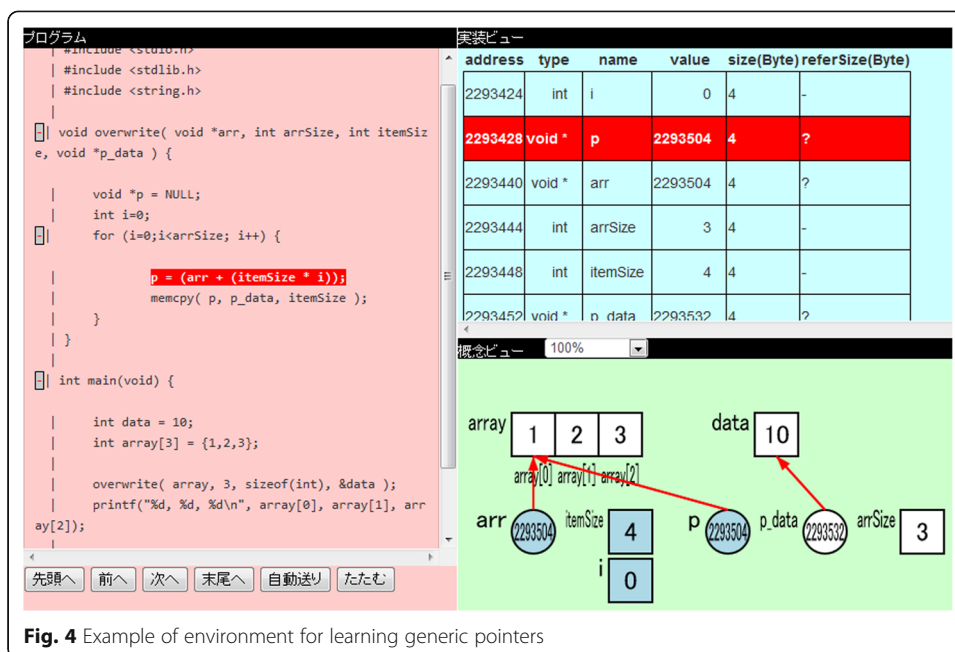 プログラム
| #include <stdio.h>
| #include <stdlib.h>
| #include <string.h>
|
-| void overwrite( void *arr, int arrSize, int itemSiz
e, void *p_data ) {
| void *p = NULL;
| int i=0;
-| for (i=0;i<arrSize; i++) {
| p = (arr + (itemSize * i));
| memcpy( p, p_data, itemSize );
| }
| }
|
-| int main(void) {
| int data = 10;
| int array[3] = {1,2,3};
|
| overwrite( array, 3, sizeof(int), &data );
| printf("%d, %d, %d\n", array[0], array[1], arr
ay[2]);
|
先頭へ 前へ 次へ 末尾へ 自動送り たたむ
実装ビュー
address type name value size(Byte) referSize(Byte)
2293424 int i 0 4 -
2293428 void * p 2293504 4 ?
2293440 void * arr 2293504 4 ?
2293444 int arrSize 3 4 -
2293448 int itemSize 4 4 -
2293452 void * p_data 2293532 4 ?
概念ビュー 100%
array 1 2 3 data 10
array[0] array[1] array[2]
arr 2293504 itemSize 4 p 2293504 p_data 2293532 arrSize 3
i 0
Fig. 4 Example of environment for learning generic pointers